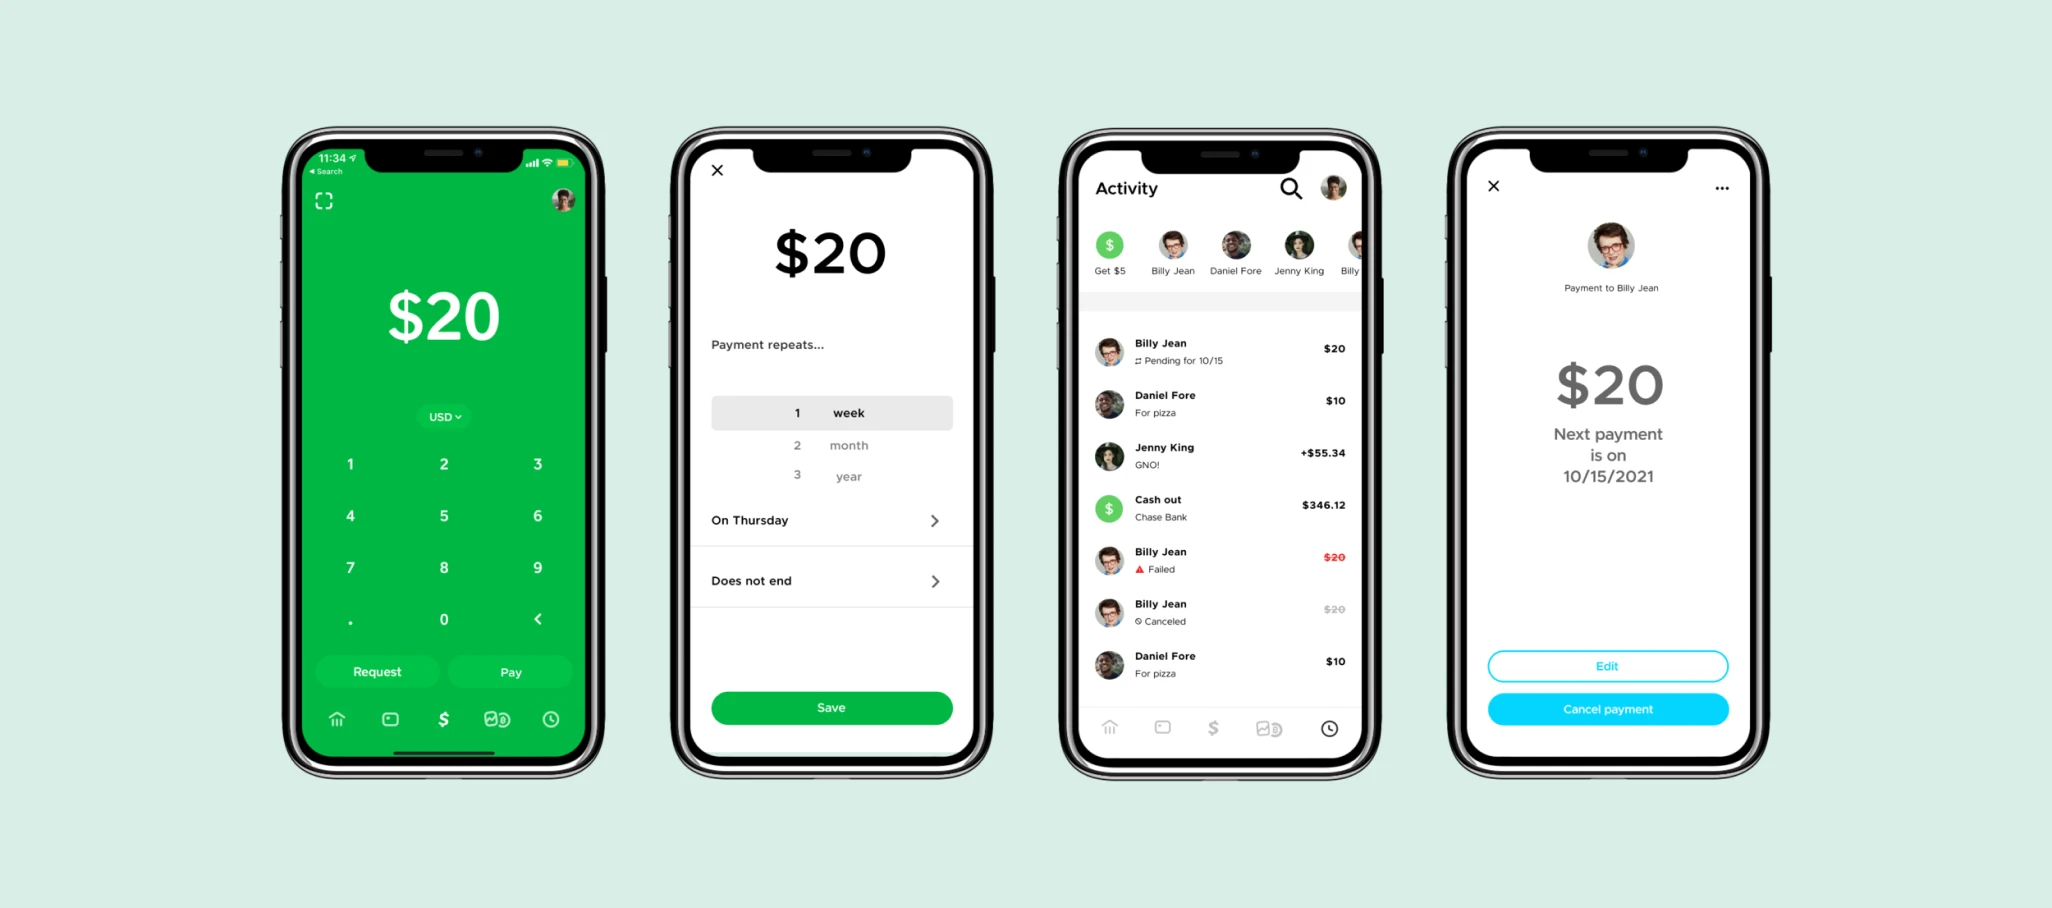 11:34
Search
$20
USD
1 2 3
4 5 6
7 8 9
. 0 <
Request Pay
$
$20
Payment repeats...
1 week
2 month
3 year
On Thursday
Does not end
Save
Activity
$
Get $5 Billy Jean Daniel Fore Jenny King Billy
Billy Jean
$20
Pending for 10/15
Daniel Fore
$10
For pizza
Jenny King
+$55.34
GNO!
$
Cash out
$346.12
Chase Bank
Billy Jean
$20
Failed
Billy Jean
$20
Canceled
Daniel Fore
$10
For pizza
$
Payment to Billy Jean
$20
Next payment
is on
10/15/2021
Edit
Cancel payment